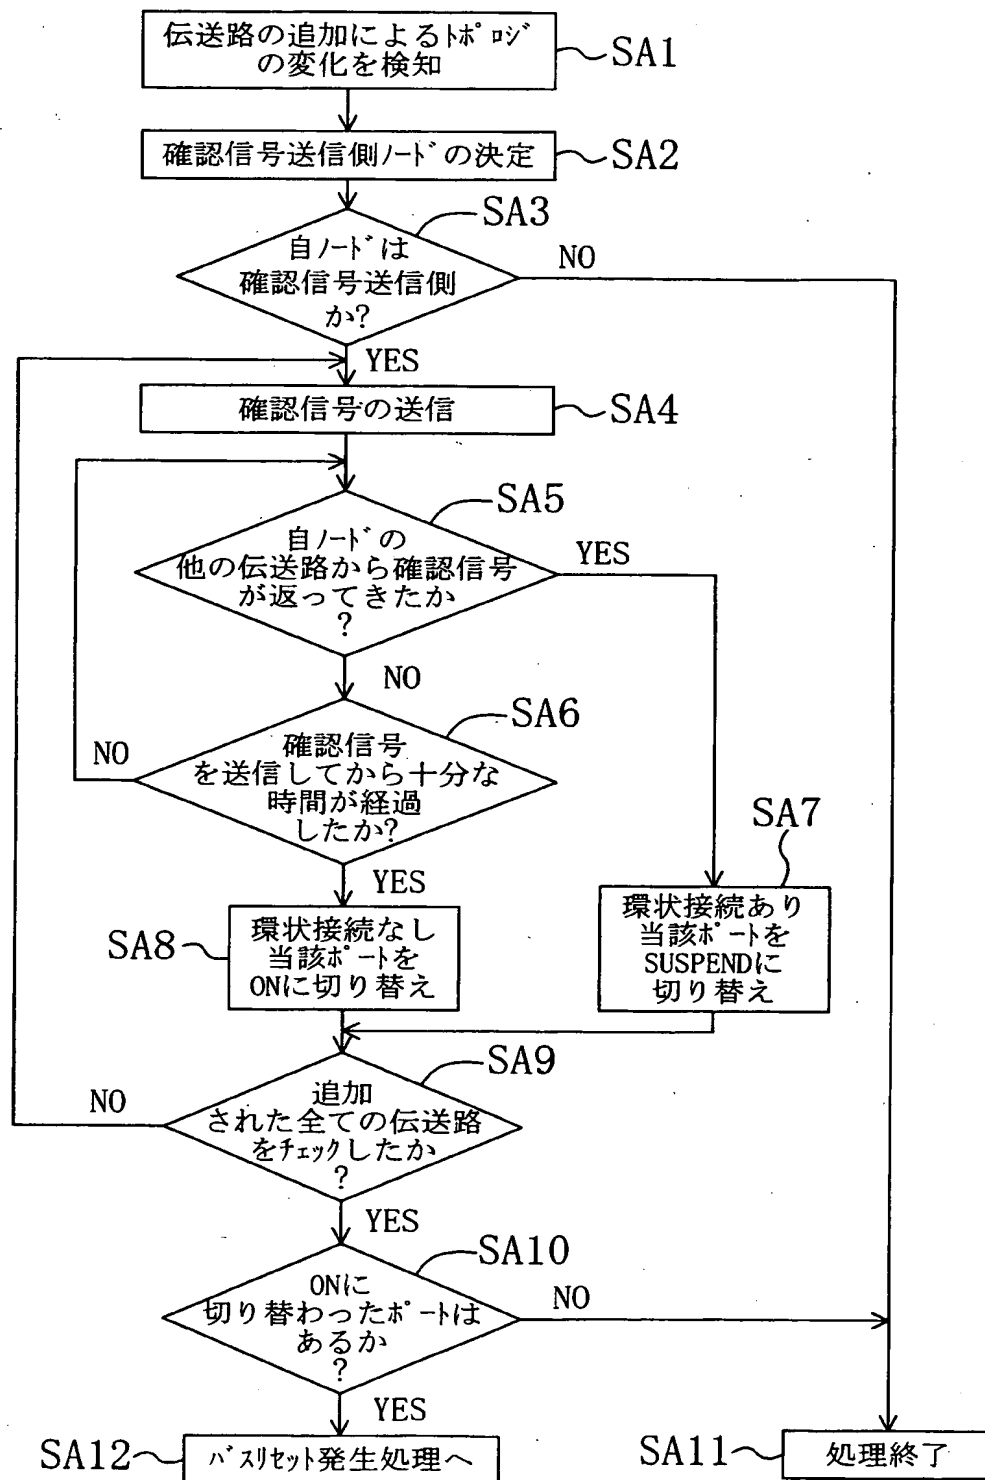 伝送路の追加によるﾄﾎﾟﾛｼﾞ
の変化を検知
SA1
確認信号送信側ﾉｰﾄﾞの決定
SA2
SA3
自ﾉｰﾄﾞは
確認信号送信側
か?
NO
YES
確認信号の送信
SA4
SA5
自ﾉｰﾄﾞの
他の伝送路から確認信号
が返ってきたか
?
YES
NO
SA6
確認信号
を送信してから十分な
時間が経過
したか?
NO
YES
SA7
環状接続あり
当該ﾎﾟｰﾄを
SUSPENDに
切り替え
SA8
環状接続なし
当該ﾎﾟｰﾄを
ONに切り替え
SA9
追加
された全ての伝送路
をﾁｪｯｸしたか
?
NO
YES
SA10
ONに
切り替わったﾎﾟｰﾄは
あるか
?
NO
YES
SA12
ﾊﾞｽﾘｾｯﾄ発生処理へ
SA11
処理終了